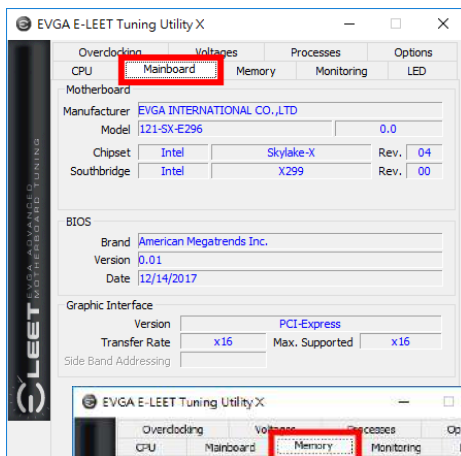 EVGA E-LEET Tuning Utility X
Overclocking Voltages Processes Options
CPU Mainboard Memory Monitoring LED
Motherboard
Manufacturer EVGA INTERNATIONAL CO.,LTD
Model 121-SX-E296 0.0
Chipset Intel Skylake-X Rev. 04
Southbridge Intel X299 Rev. 00
BIOS
Brand American Megatrends Inc.
Version 0.01
Date 12/14/2017
Graphic Interface
Version PCI-Express
Transfer Rate x16 Max. Supported x16
Side Band Addressing
ELEET EVGA ADVANCED
MOTHERBOARD TUNING
EVGA E-LEET Tuning Utility X
Overclocking Voltages Processes Op
CPU Mainboard Memory Monitoring